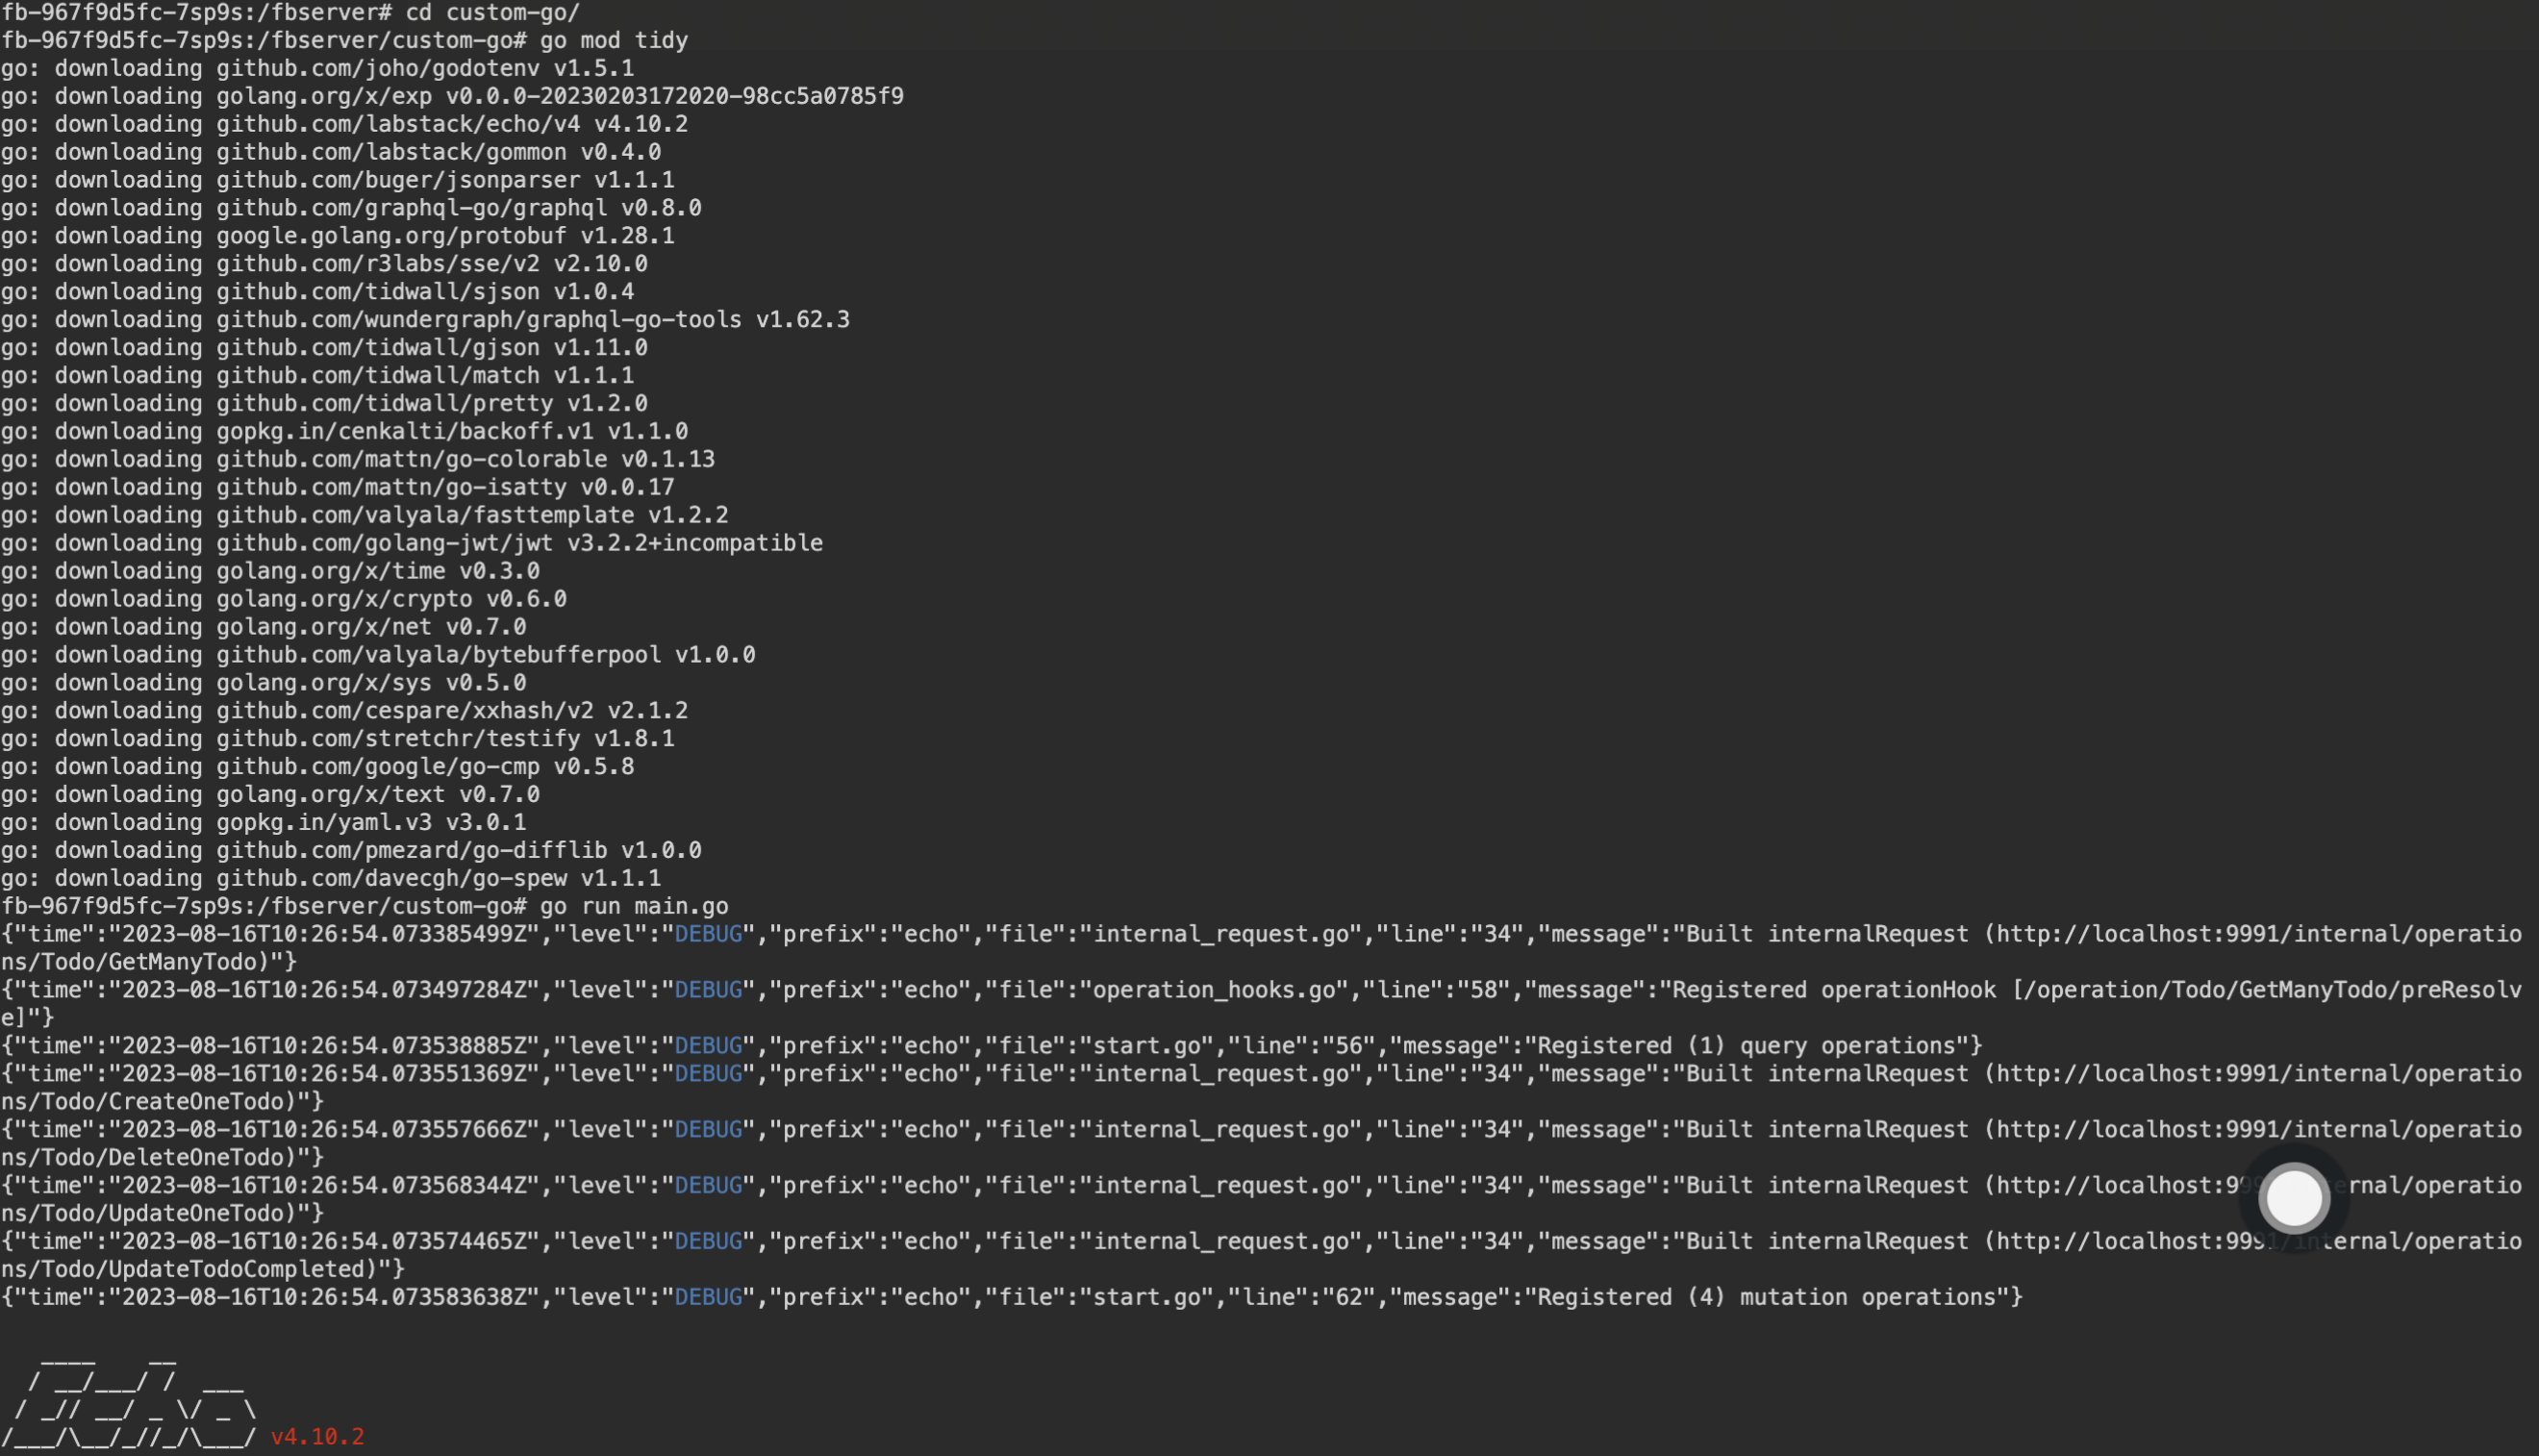 fb-967f9d5fc-7sp9s:/fbserver# cd custom-go/
fb-967f9d5fc-7sp9s:/fbserver/custom-go# go mod tidy
go: downloading github.com/joho/godotenv v1.5.1
go: downloading golang.org/x/exp v0.0.0-20230203172020-98cc5a0785f9
go: downloading github.com/labstack/echo/v4 v4.10.2
go: downloading github.com/labstack/gommon v0.4.0
go: downloading github.com/buger/jsonparser v1.1.1
go: downloading github.com/graphql-go/graphql v0.8.0
go: downloading google.golang.org/protobuf v1.28.1
go: downloading github.com/r3labs/sse/v2 v2.10.0
go: downloading github.com/tidwall/sjson v1.0.4
go: downloading github.com/wundergraph/graphql-go-tools v1.62.3
go: downloading github.com/tidwall/gjson v1.11.0
go: downloading github.com/tidwall/match v1.1.1
go: downloading github.com/tidwall/pretty v1.2.0
go: downloading gopkg.in/cenkalti/backoff.v1 v1.1.0
go: downloading github.com/mattn/go-colorable v0.1.13
go: downloading github.com/mattn/go-isatty v0.0.17
go: downloading github.com/valyala/fasttemplate v1.2.2
go: downloading github.com/golang-jwt/jwt v3.2.2+incompatible
go: downloading golang.org/x/time v0.3.0
go: downloading golang.org/x/crypto v0.6.0
go: downloading golang.org/x/net v0.7.0
go: downloading github.com/valyala/bytebufferpool v1.0.0
go: downloading golang.org/x/sys v0.5.0
go: downloading github.com/cespare/xxhash/v2 v2.1.2
go: downloading github.com/stretchr/testify v1.8.1
go: downloading github.com/google/go-cmp v0.5.8
go: downloading golang.org/x/text v0.7.0
go: downloading gopkg.in/yaml.v3 v3.0.1
go: downloading github.com/pmezard/go-difflib v1.0.0
go: downloading github.com/davecgh/go-spew v1.1.1
fb-967f9d5fc-7sp9s:/fbserver/custom-go# go run main.go
{"time":"2023-08-16T10:26:54.073385499Z","level":"DEBUG","prefix":"echo","file":"internal_request.go","line":"34","message":"Built internalRequest (http://localhost:9991/internal/operatio
ns/Todo/GetManyTodo)"}
{"time":"2023-08-16T10:26:54.073497284Z","level":"DEBUG","prefix":"echo","file":"operation_hooks.go","line":"58","message":"Registered operationHook [/operation/Todo/GetManyTodo/preResolv
e]"}
{"time":"2023-08-16T10:26:54.073538885Z","level":"DEBUG","prefix":"echo","file":"start.go","line":"56","message":"Registered (1) query operations"}
{"time":"2023-08-16T10:26:54.073551369Z","level":"DEBUG","prefix":"echo","file":"internal_request.go","line":"34","message":"Built internalRequest (http://localhost:9991/internal/operatio
ns/Todo/CreateOneTodo)"}
{"time":"2023-08-16T10:26:54.073557666Z","level":"DEBUG","prefix":"echo","file":"internal_request.go","line":"34","message":"Built internalRequest (http://localhost:9991/internal/operatio
ns/Todo/DeleteOneTodo)"}
{"time":"2023-08-16T10:26:54.073568344Z","level":"DEBUG","prefix":"echo","file":"internal_request.go","line":"34","message":"Built internalRequest (http://localhost:9991/internal/operatio
ns/Todo/UpdateOneTodo)"}
{"time":"2023-08-16T10:26:54.073574465Z","level":"DEBUG","prefix":"echo","file":"internal_request.go","line":"34","message":"Built internalRequest (http://localhost:9991/internal/operatio
ns/Todo/UpdateTodoCompleted)"}
{"time":"2023-08-16T10:26:54.073583638Z","level":"DEBUG","prefix":"echo","file":"start.go","line":"62","message":"Registered (4) mutation operations"}
Echo v4.10.2